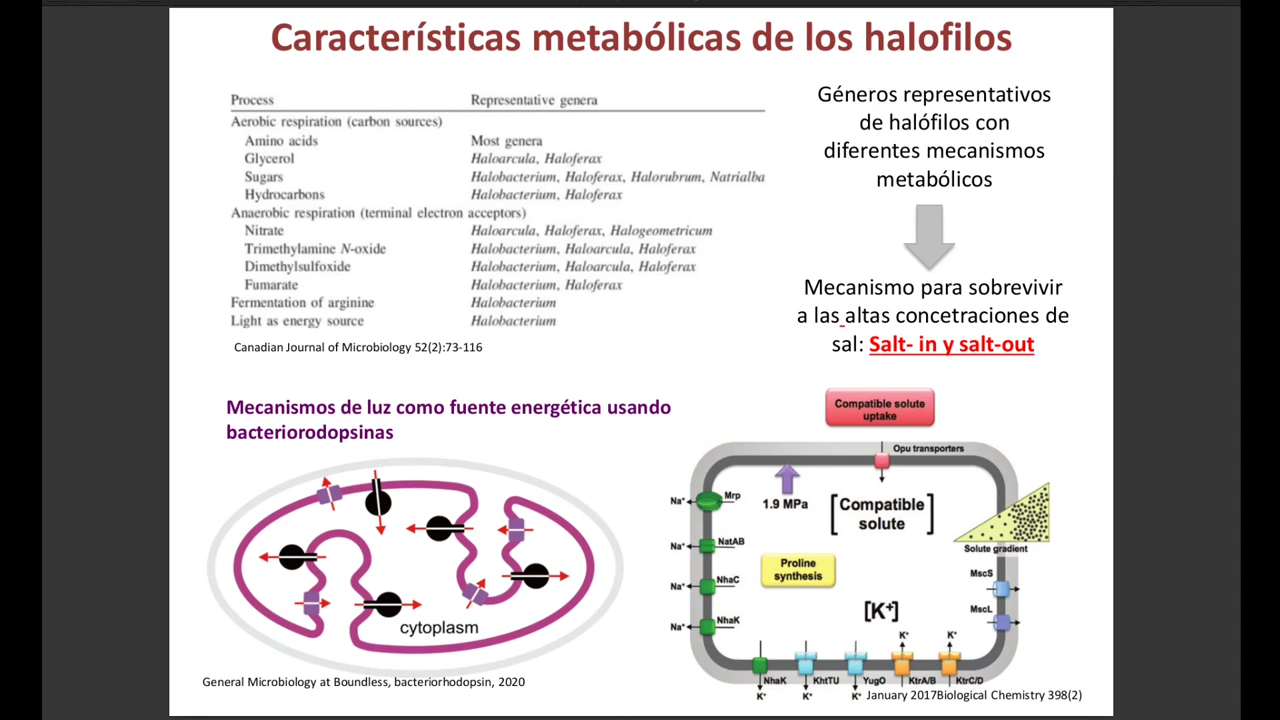 Características metabólicas de los halofilos
Process Representative genera
Aerobic respiration (carbon sources)
Amino acids Most genera
Glycerol Haloarcula, Haloferax
Sugars Halobacterium, Haloferax, Halorubrum, Natrialba
Hydrocarbons Halobacterium, Haloferax
Anaerobic respiration (terminal electron acceptors)
Nitrate Haloarcula, Haloferax, Halogeometricum
Trimethylamine N-oxide Halobacterium, Haloarcula, Haloferax
Dimethylsulfoxide Halobacterium, Haloarcula, Haloferax
Fumarate Halobacterium, Haloferax
Fermentation of arginine Halobacterium
Light as energy source Halobacterium
Canadian Journal of Microbiology 52(2):73-116
Géneros representativos
de halófilos con
diferentes mecanismos
metabólicos
Mecanismo para sobrevivir
a las altas concetraciones de
sal: Salt- in y salt-out
Mecanismos de luz como fuente energética usando
bacteriorodopsinas
cytoplasm
General Microbiology at Boundless, bacteriorhodopsin, 2020
Compatible solute
uptake
Opu transporters
1.9 MPa
[Compatible
solute]
Solute gradient
Na⁺ Mrp
Na⁺ NatAB
Na⁺ NhaC
Na⁺ NhaK
Proline
synthesis
[K⁺]
MscS
MscL
K⁺ K⁺
NhaK KhtTU YugO KtrA/B KtrC/D
K⁺ K⁺ K⁺
January 2017Biological Chemistry 398(2)